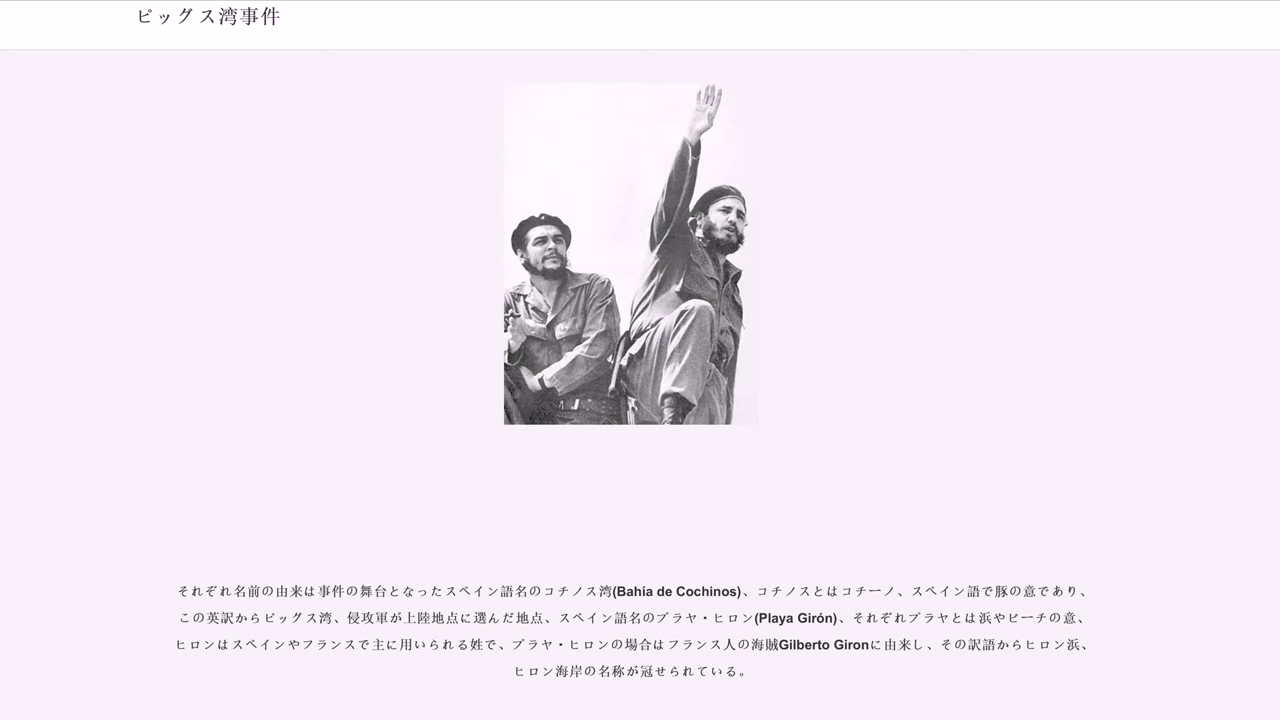 ピッグス湾事件
それぞれ名前の由来は事件の舞台となったスペイン語名のコチノス湾(Bahía de Cochinos)、コチノスとはコチーノ、スペイン語で豚の意であり、
この英訳からピッグス湾、侵攻軍が上陸地点に選んだ地点、スペイン語名のプラヤ・ヒロン(Playa Girón)、それぞれプラヤとは浜やビーチの意、
ヒロンはスペインやフランスで主に用いられる姓で、プラヤ・ヒロンの場合はフランス人の海賊Gilberto Gironに由来し、その訳語からヒロン浜、
ヒロン海岸の名称が冠せられている。